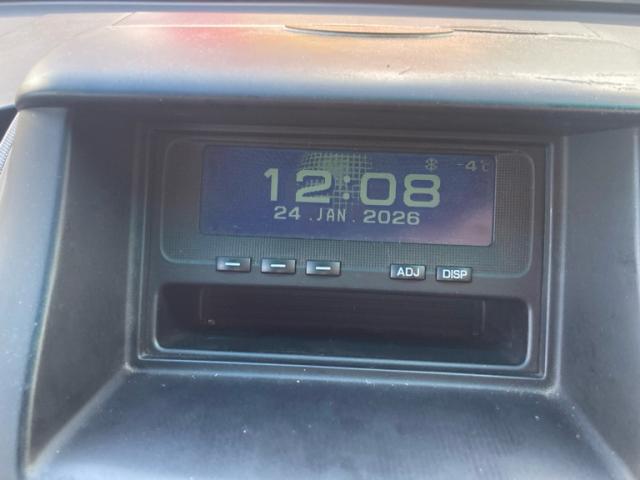 -4°C
12:08
24 .JAN. 2026
ADJ DISP